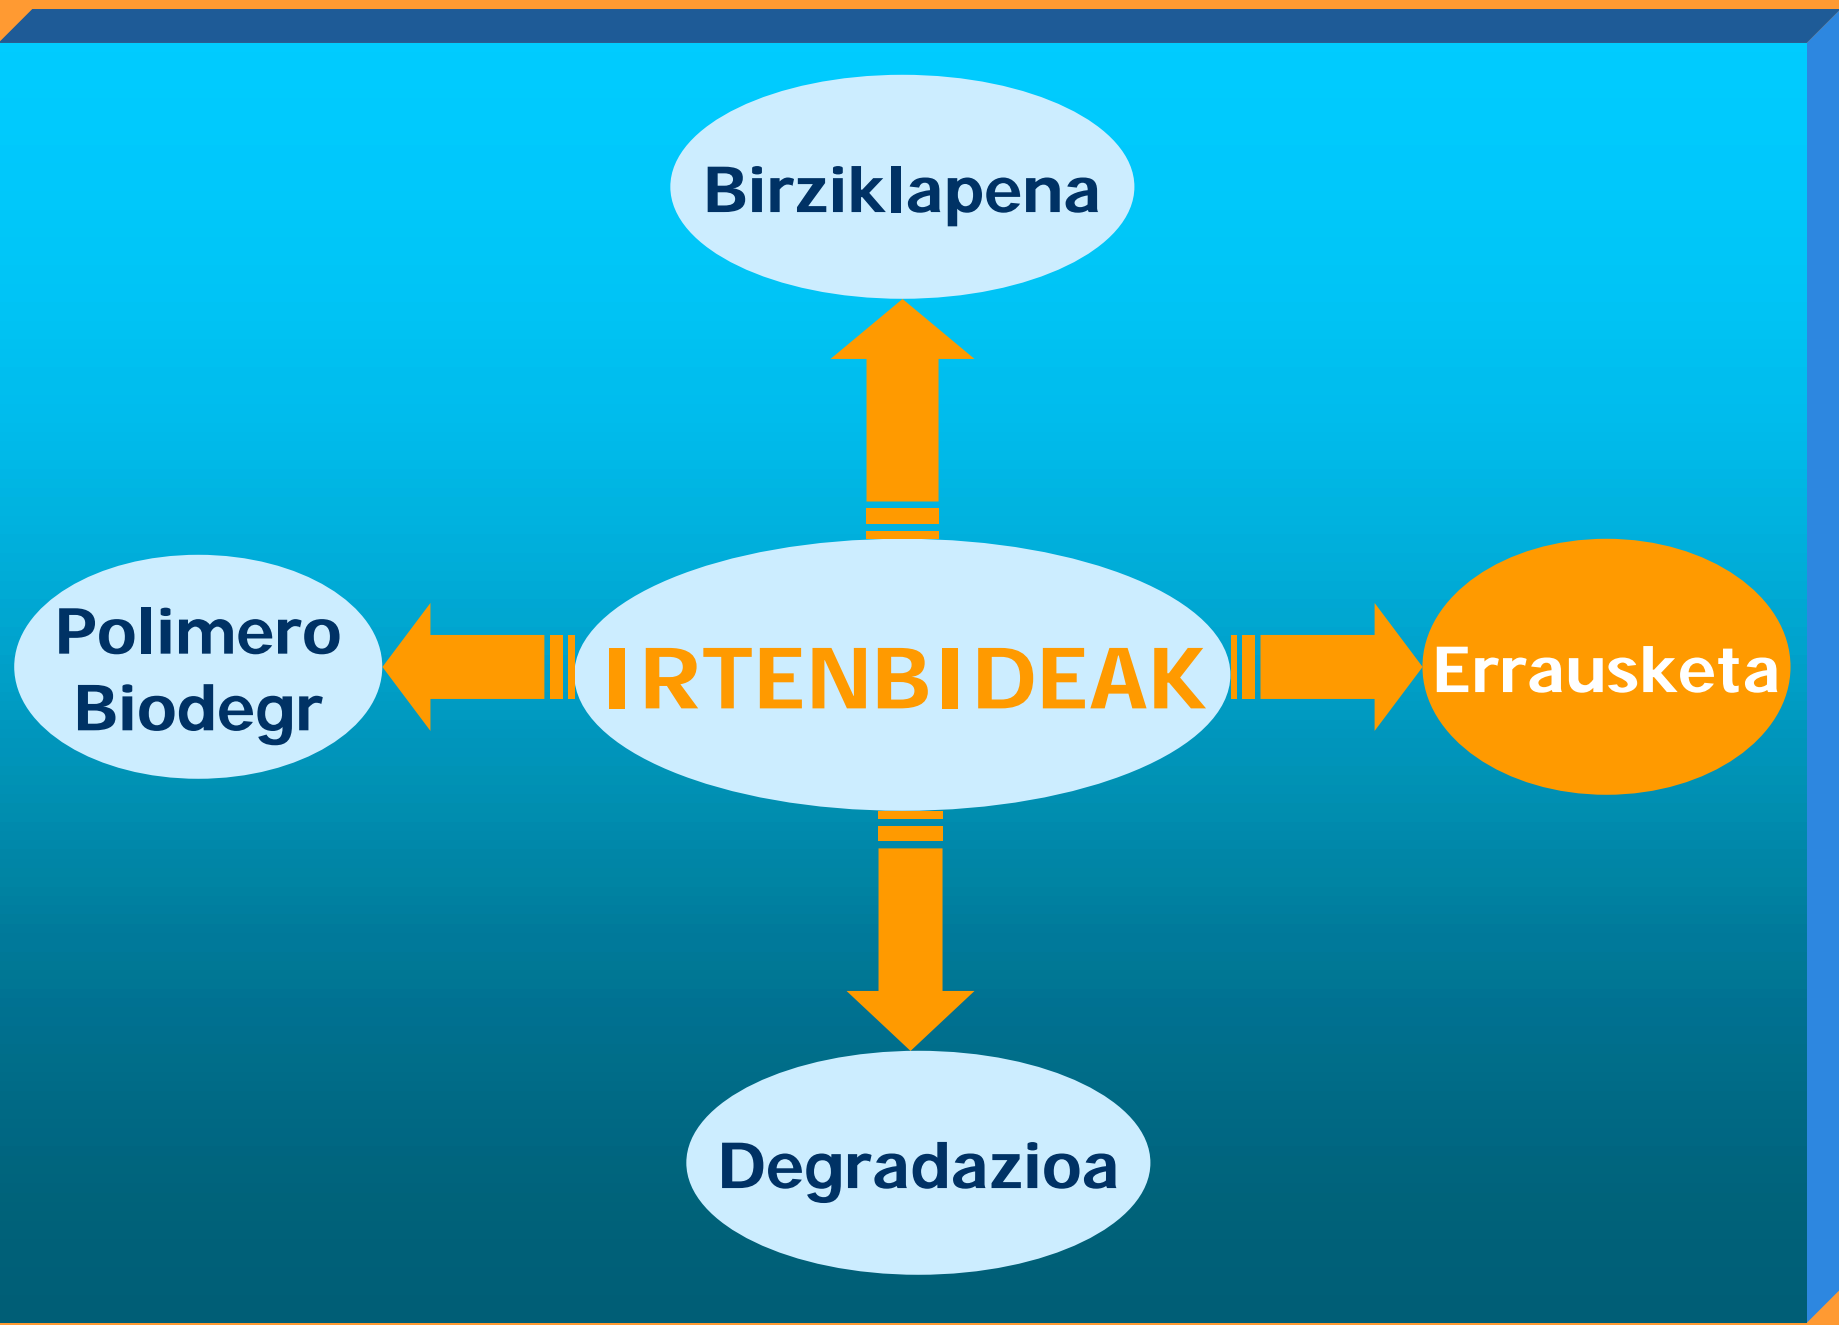 Birziklapena
Polimero
Biodegr
IRTENBIDEAK
Errausketa
Degradazioa